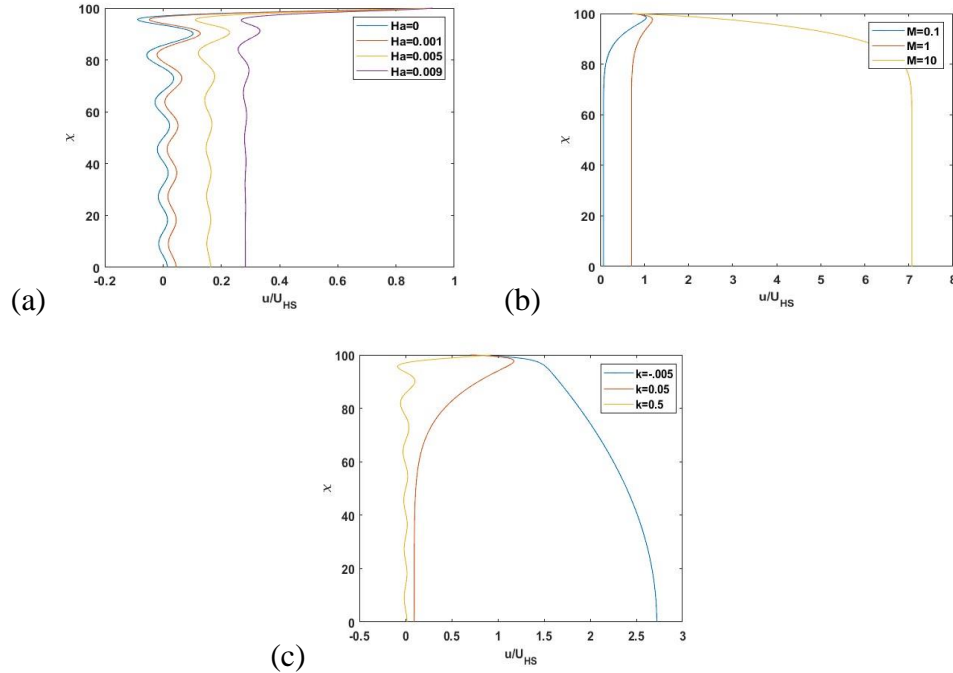 100
80
60
40
20
0
χ
-0.2
0
0.2
0.4
0.6
0.8
1
u/U_HS
Ha=0
Ha=0.001
Ha=0.005
Ha=0.009
(a)
100
80
60
40
20
0
χ
0
1
2
3
4
5
6
7
8
u/U_HS
M=0.1
M=1
M=10
(b)
100
80
60
40
20
0
χ
-0.5
0
0.5
1
1.5
2
2.5
3
u/U_HS
k=-.005
k=0.05
k=0.5
(c)